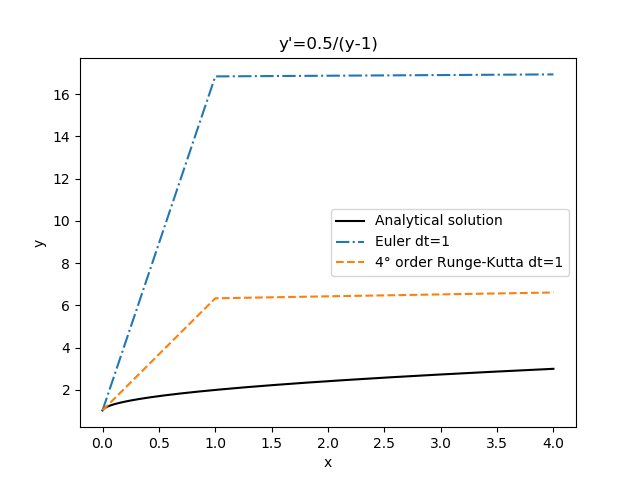 y'=0.5/(y-1)
y
16
14
12
10
8
6
4
2
Analytical solution
Euler dt=1
4° order Runge-Kutta dt=1
0.0 0.5 1.0 1.5 2.0 2.5 3.0 3.5 4.0
x